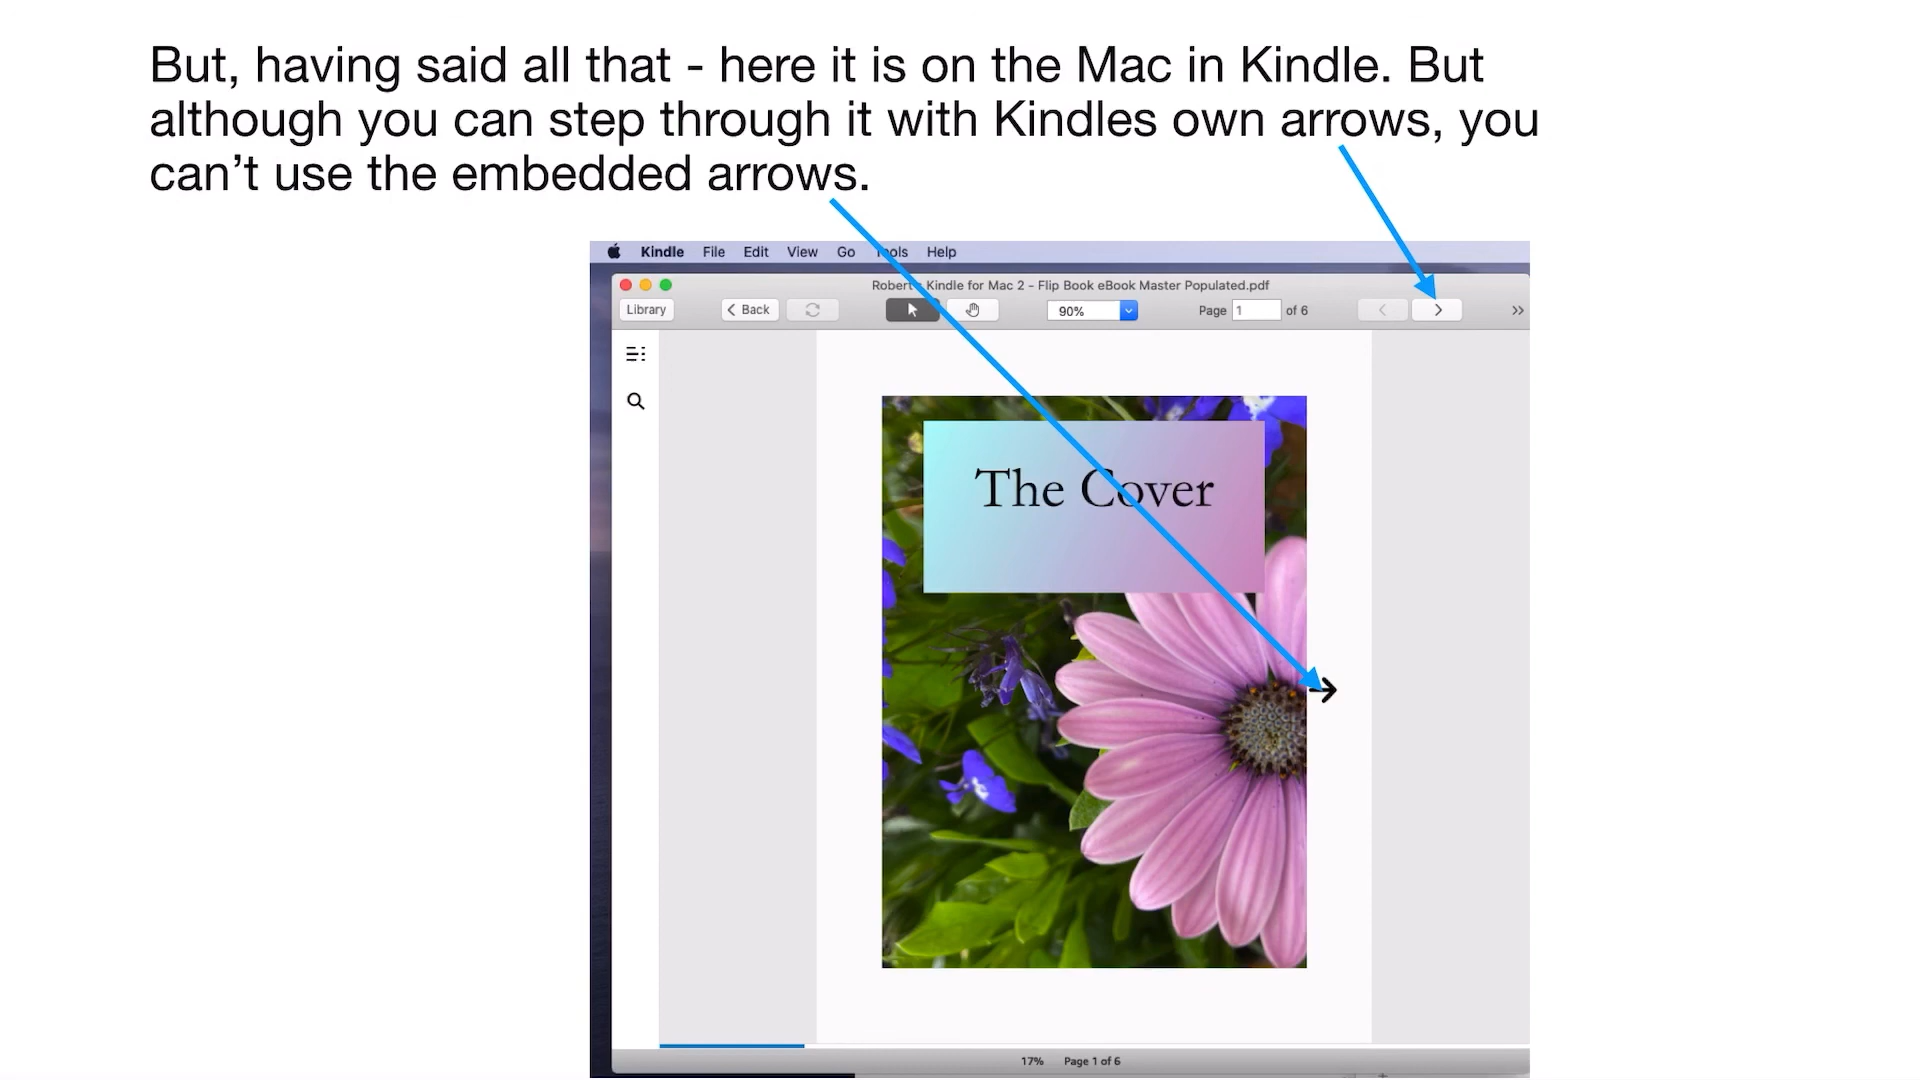 But, having said all that - here it is on the Mac in Kindle. But
although you can step through it with Kindles own arrows, you
can’t use the embedded arrows.
Kindle File Edit View Go Tools Help
Robert's Kindle for Mac 2 - Flip Book eBook Master Populated.pdf
Library Back 90% Page 1 of 6
The Cover
17% Page 1 of 6